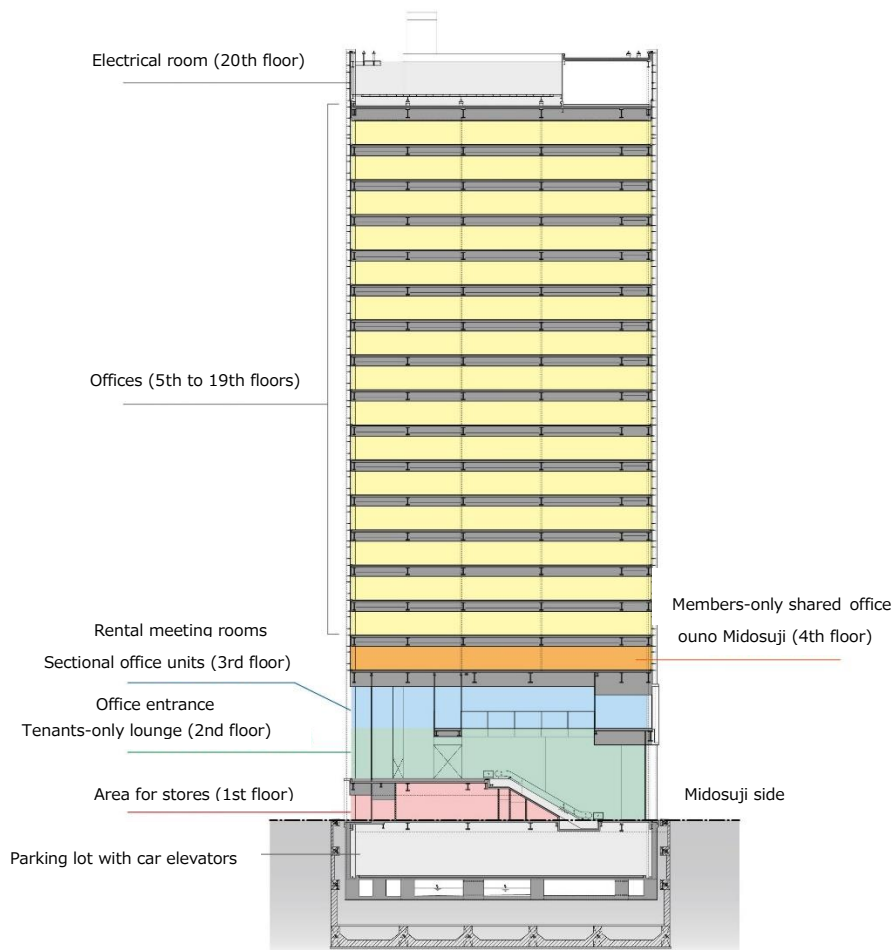 Electrical room (20th floor)
Offices (5th to 19th floors)
Members-only shared office
ouno Midosuji (4th floor)
Rental meeting rooms
Sectional office units (3rd floor)
Office entrance
Tenants-only lounge (2nd floor)
Area for stores (1st floor)
Midosuji side
Parking lot with car elevators